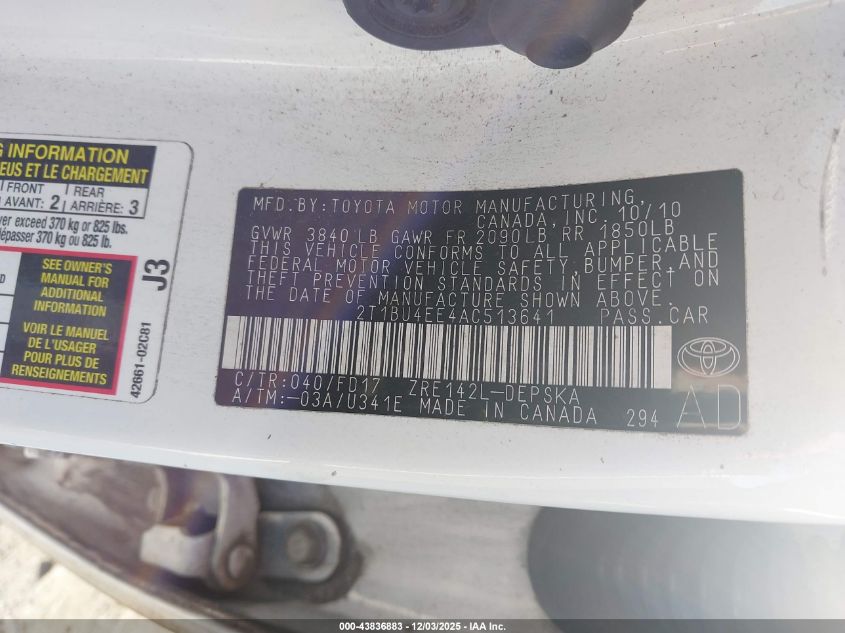 G INFORMATION
EUS ET LE CHARGEMENT
FRONT
AVANT: 2
REAR
ARRIÈRE: 3
ver exceed 370 kg or 825 lbs.
dépasser 370 kg ou 825 lb.
SEE OWNER'S
MANUAL FOR
ADDITIONAL
INFORMATION
VOIR LE MANUEL
DE L'USAGER
POUR PLUS DE
RENSEIGNEMENTS
J3
42661-02C81
MFD.BY:TOYOTA MOTOR MANUFACTURING,
CANADA, INC. 10/10
GVWR 3840 LB GAWR FR 2090LB RR 1850LB
THIS VEHICLE CONFORMS TO ALL APPLICABLE
FEDERAL MOTOR VEHICLE SAFETY, BUMPER, AND
THEFT PREVENTION STANDARDS IN EFFECT ON
THE DATE OF MANUFACTURE SHOWN ABOVE.
2T1BU4EE4AC513641 PASS.CAR
C/TR:040/FD17 ZRE142L-DEPSKA
A/TM:-03A/U341E MADE IN CANADA 294
AD
000-43836883 - 12/03/2025 - IAA Inc.